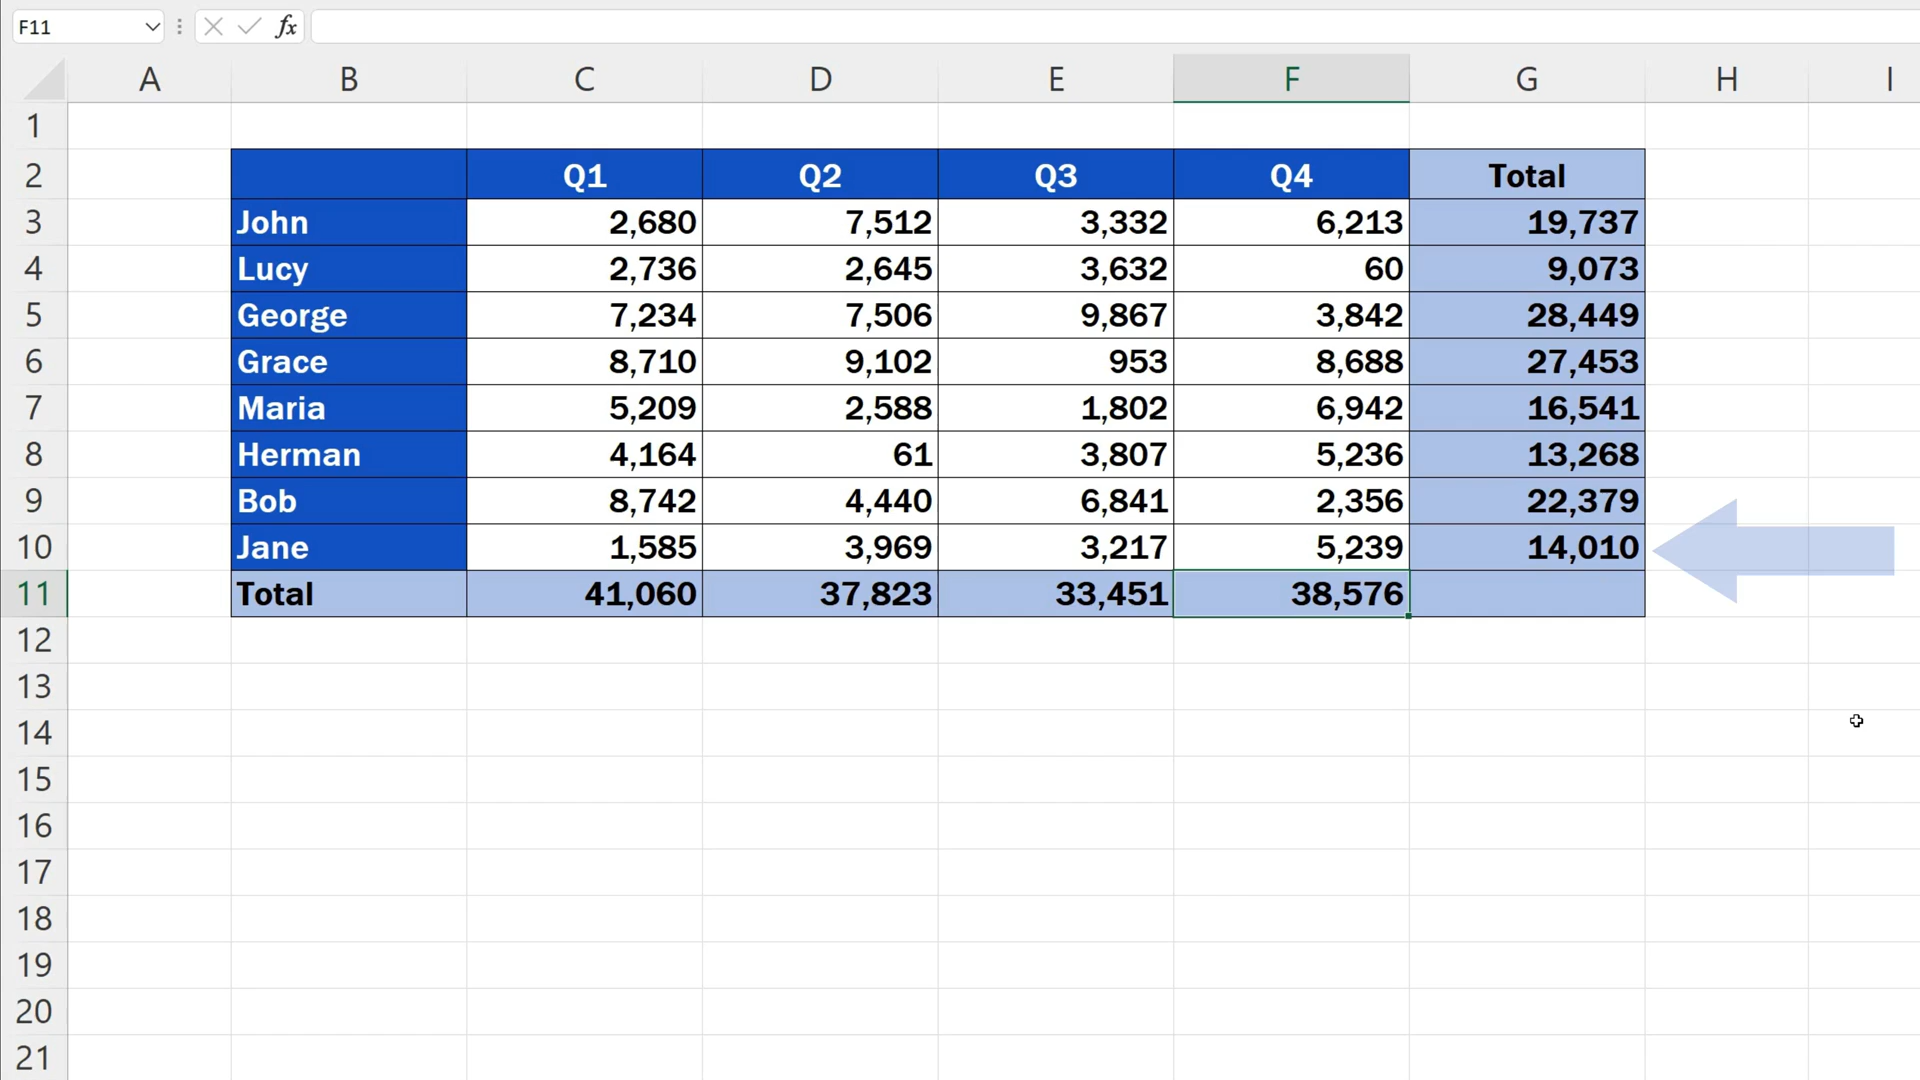 F11 fx
A B C D E F G H I
1
2 Q1 Q2 Q3 Q4 Total
3 John 2,680 7,512 3,332 6,213 19,737
4 Lucy 2,736 2,645 3,632 60 9,073
5 George 7,234 7,506 9,867 3,842 28,449
6 Grace 8,710 9,102 953 8,688 27,453
7 Maria 5,209 2,588 1,802 6,942 16,541
8 Herman 4,164 61 3,807 5,236 13,268
9 Bob 8,742 4,440 6,841 2,356 22,379
10 Jane 1,585 3,969 3,217 5,239 14,010
11 Total 41,060 37,823 33,451 38,576
12
13
14
15
16
17
18
19
20
21